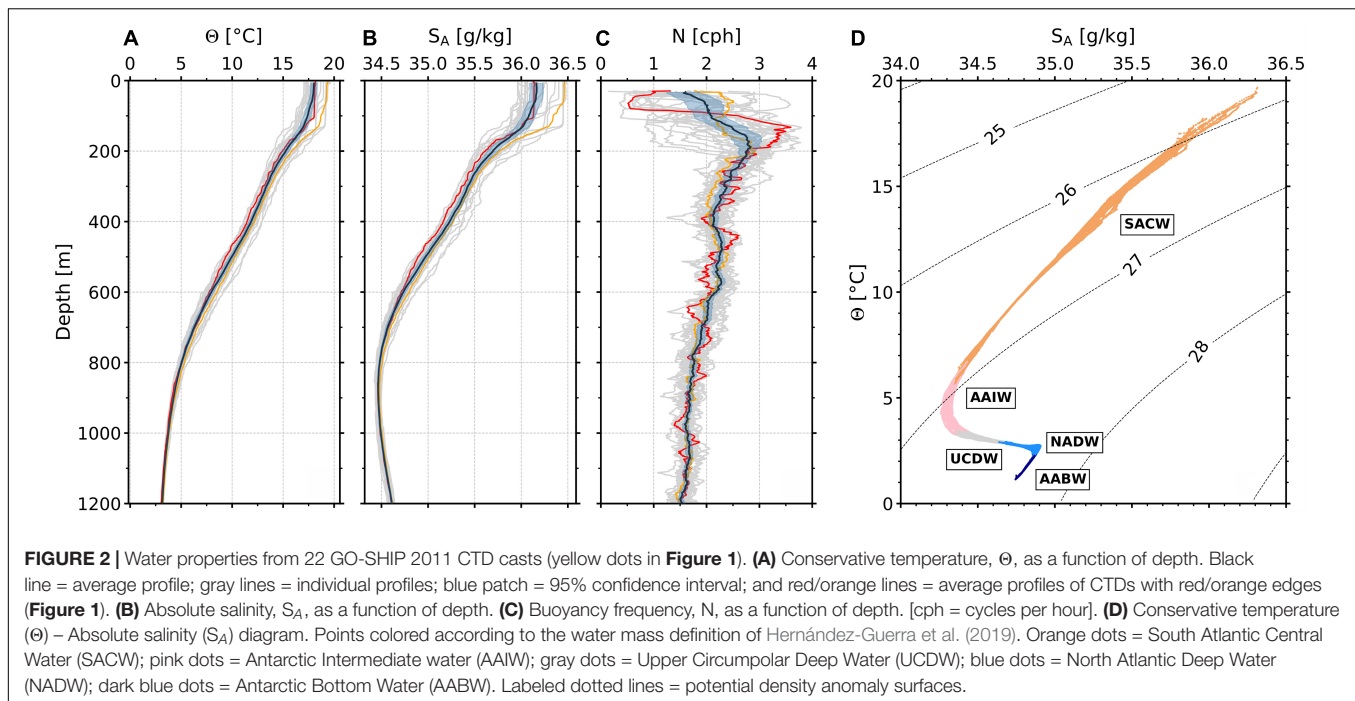 A Θ [°C]
B S_A [g/kg]
C N [cph]
D S_A [g/kg]
0 5 10 15 20
34.5 35.0 35.5 36.0 36.5
0 1 2 3 4
34.0 34.5 35.0 35.5 36.0 36.5
Depth [m]
0
200
400
600
800
1000
1200
Θ [°C]
20
15
10
5
0
25
26
27
28
SACW
AAIW
NADW
UCDW
AABW
FIGURE 2 | Water properties from 22 GO-SHIP 2011 CTD casts (yellow dots in Figure 1). (A) Conservative temperature, Θ, as a function of depth. Black
line = average profile; gray lines = individual profiles; blue patch = 95% confidence interval; and red/orange lines = average profiles of CTDs with red/orange edges
(Figure 1). (B) Absolute salinity, S_A, as a function of depth. (C) Buoyancy frequency, N, as a function of depth. [cph = cycles per hour]. (D) Conservative temperature
(Θ) – Absolute salinity (S_A) diagram. Points colored according to the water mass definition of Hernández-Guerra et al. (2019). Orange dots = South Atlantic Central
Water (SACW); pink dots = Antarctic Intermediate water (AAIW); gray dots = Upper Circumpolar Deep Water (UCDW); blue dots = North Atlantic Deep Water
(NADW); dark blue dots = Antarctic Bottom Water (AABW). Labeled dotted lines = potential density anomaly surfaces.